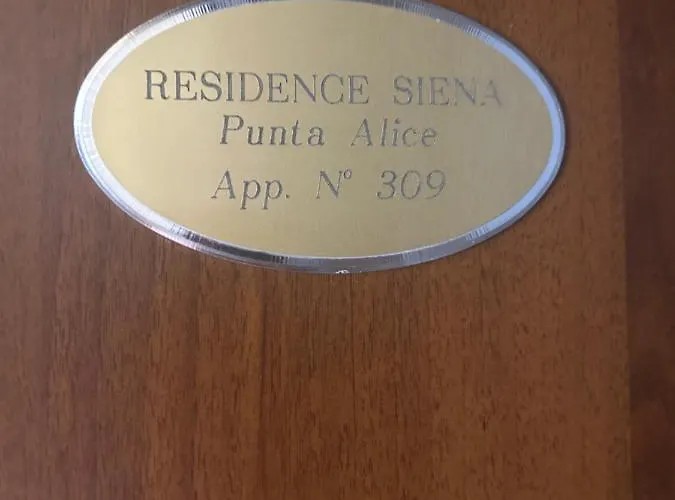 RESIDENCE SIENA
Punta Alice
App. N° 309